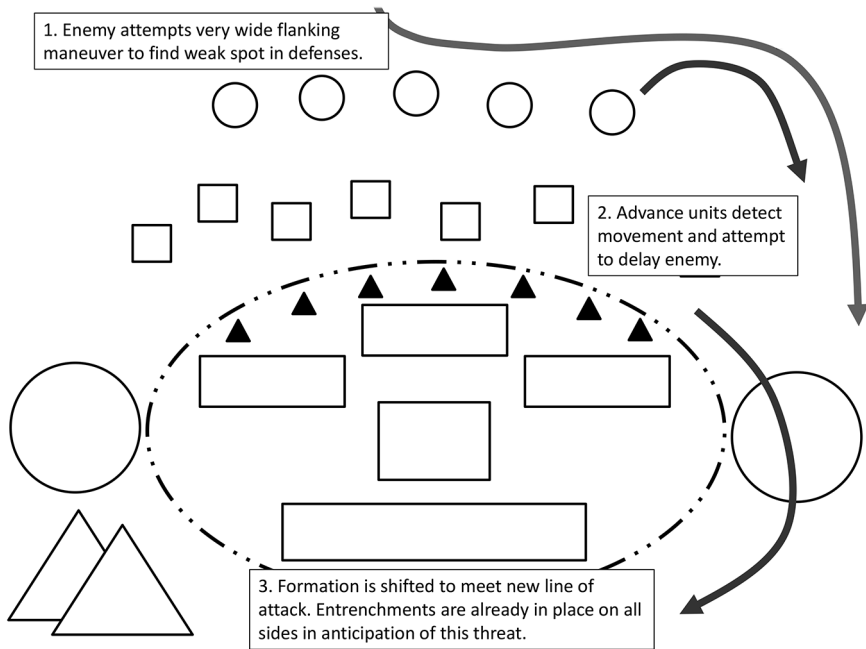 1. Enemy attempts very wide flanking
maneuver to find weak spot in defenses.
2. Advance units detect
movement and attempt
to delay enemy.
3. Formation is shifted to meet new line of
attack. Entrenchments are already in place on all
sides in anticipation of this threat.